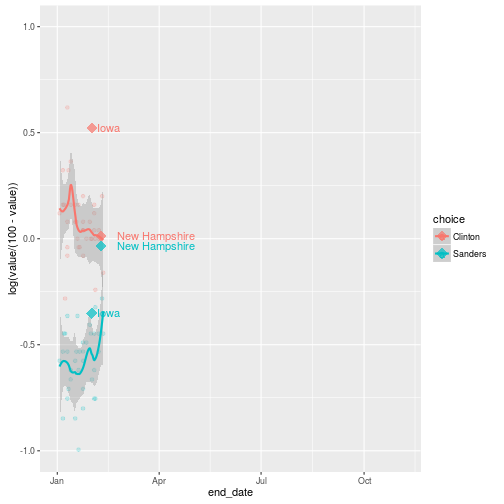 1.0
0.5
0.0
-0.5
-1.0
log(value/(100 - value))
Iowa
New Hampshire
New Hampshire
Iowa
Jan
Apr
Jul
Oct
end_date
choice
Clinton
Sanders